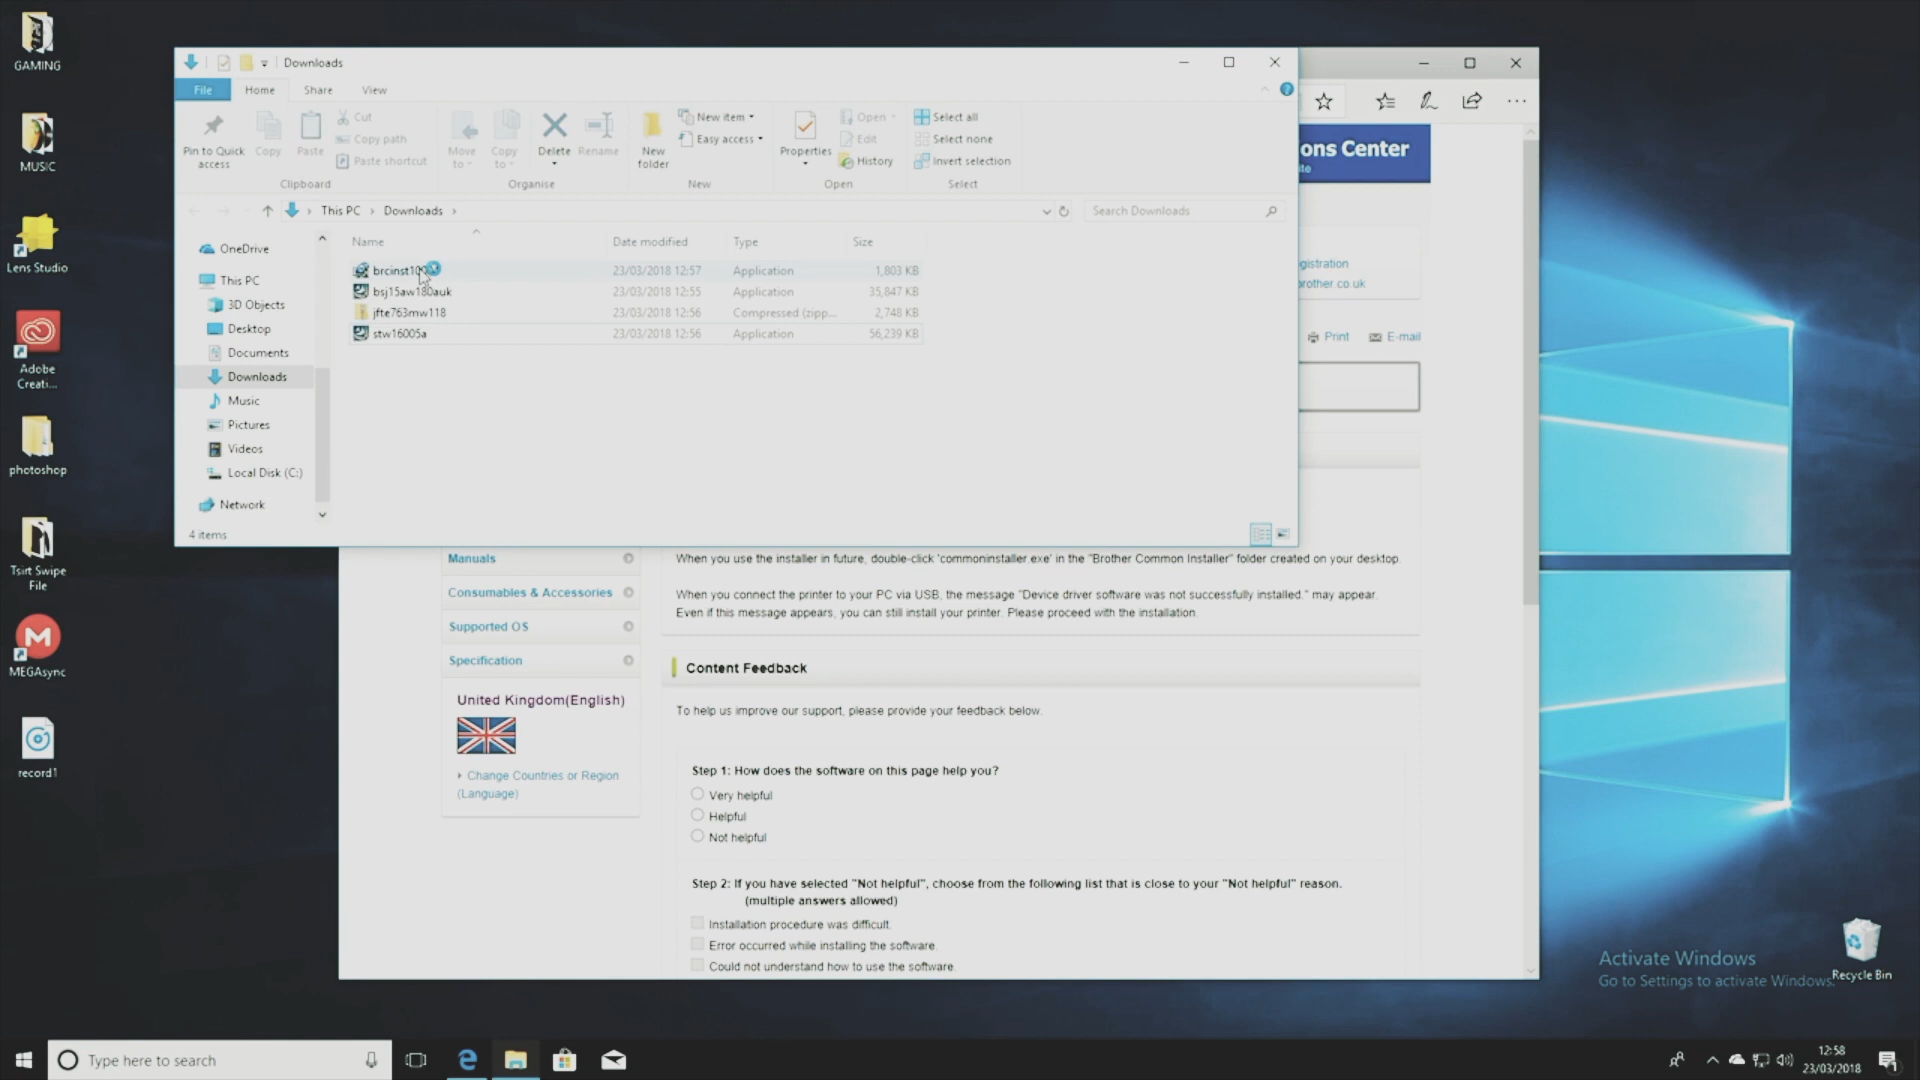 GAMING
MUSIC
Lens Studio
Adobe
Creati...
photoshop
Tsirt Swipe
File
MEGAsync
record1
Downloads
File
Home
Share
View
Pin to Quick
access
Copy
Paste
Cut
Copy path
Paste shortcut
Clipboard
Move
to
Copy
to
Delete
Rename
Organise
New
folder
New item
Easy access
New
Properties
Open
Edit
History
Open
Select all
Select none
Invert selection
Select
This PC
Downloads
Search Downloads
OneDrive
This PC
3D Objects
Desktop
Documents
Downloads
Music
Pictures
Videos
Local Disk (C:)
Network
4 items
Name Date modified Type Size
23/03/2018 12:57 Application 1,803 KB
bsj15aw180auk 23/03/2018 12:55 Application 35,847 KB
jfte763mw118 23/03/2018 12:56 Compressed (zipp... 2,748 KB
stw16005a 23/03/2018 12:56 Application 56,239 KB
ons Center
ite
gistration
brother.co.uk
Print
E-mail
Manuals
Consumables & Accessories
Supported OS
Specification
United Kingdom(English)
Change Countries or Region
(Language)
When you use the installer in future, double-click 'commoninstaller.exe' in the "Brother Common Installer" folder created on your desktop.
When you connect the printer to your PC via USB, the message "Device driver software was not successfully installed." may appear.
Even if this message appears, you can still install your printer. Please proceed with the installation.
Content Feedback
To help us improve our support, please provide your feedback below.
Step 1: How does the software on this page help you?
Very helpful
Helpful
Not helpful
Step 2: If you have selected "Not helpful", choose from the following list that is close to your "Not helpful" reason.
(multiple answers allowed)
Installation procedure was difficult.
Error occurred while installing the software.
Could not understand how to use the software.
Activate Windows
Go to Settings to activate Windows.
Recycle Bin
Type here to search
12:58
23/03/2018
1